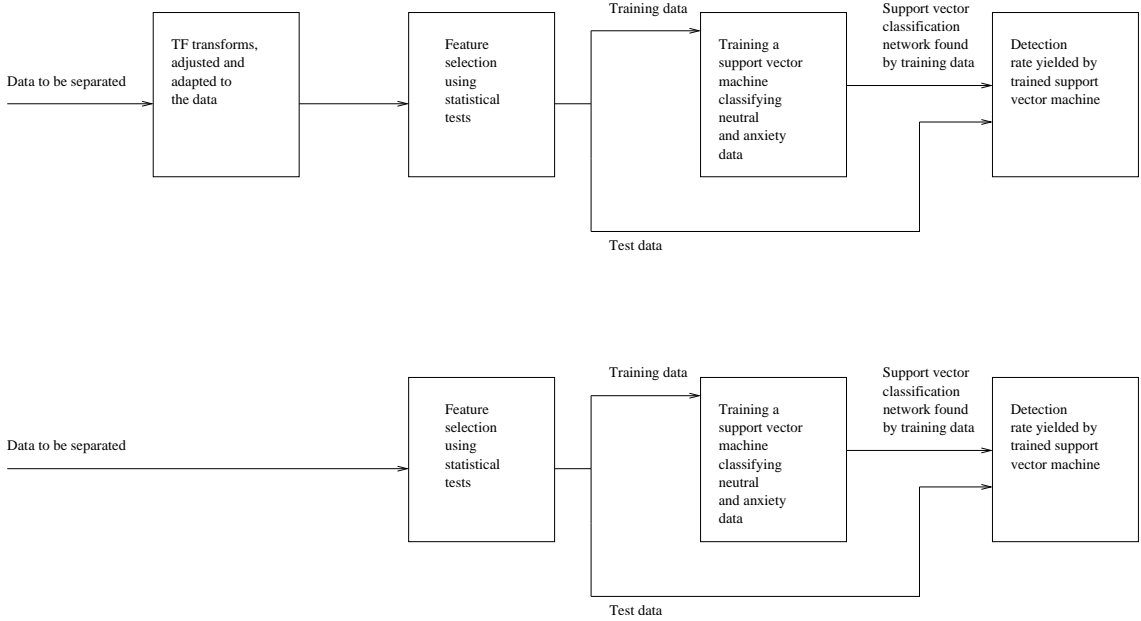 Training data
Support vector
classification
network found
by training data
TF transforms,
adjusted and
adapted to
the data
Feature
selection
using
statistical
tests
Training a
support vector
machine
classifying
neutral
and anxiety
data
Detection
rate yielded by
trained support
vector machine
Data to be separated
Test data
Training data
Support vector
classification
network found
by training data
Feature
selection
using
statistical
tests
Training a
support vector
machine
classifying
neutral
and anxiety
data
Detection
rate yielded by
trained support
vector machine
Data to be separated
Test data